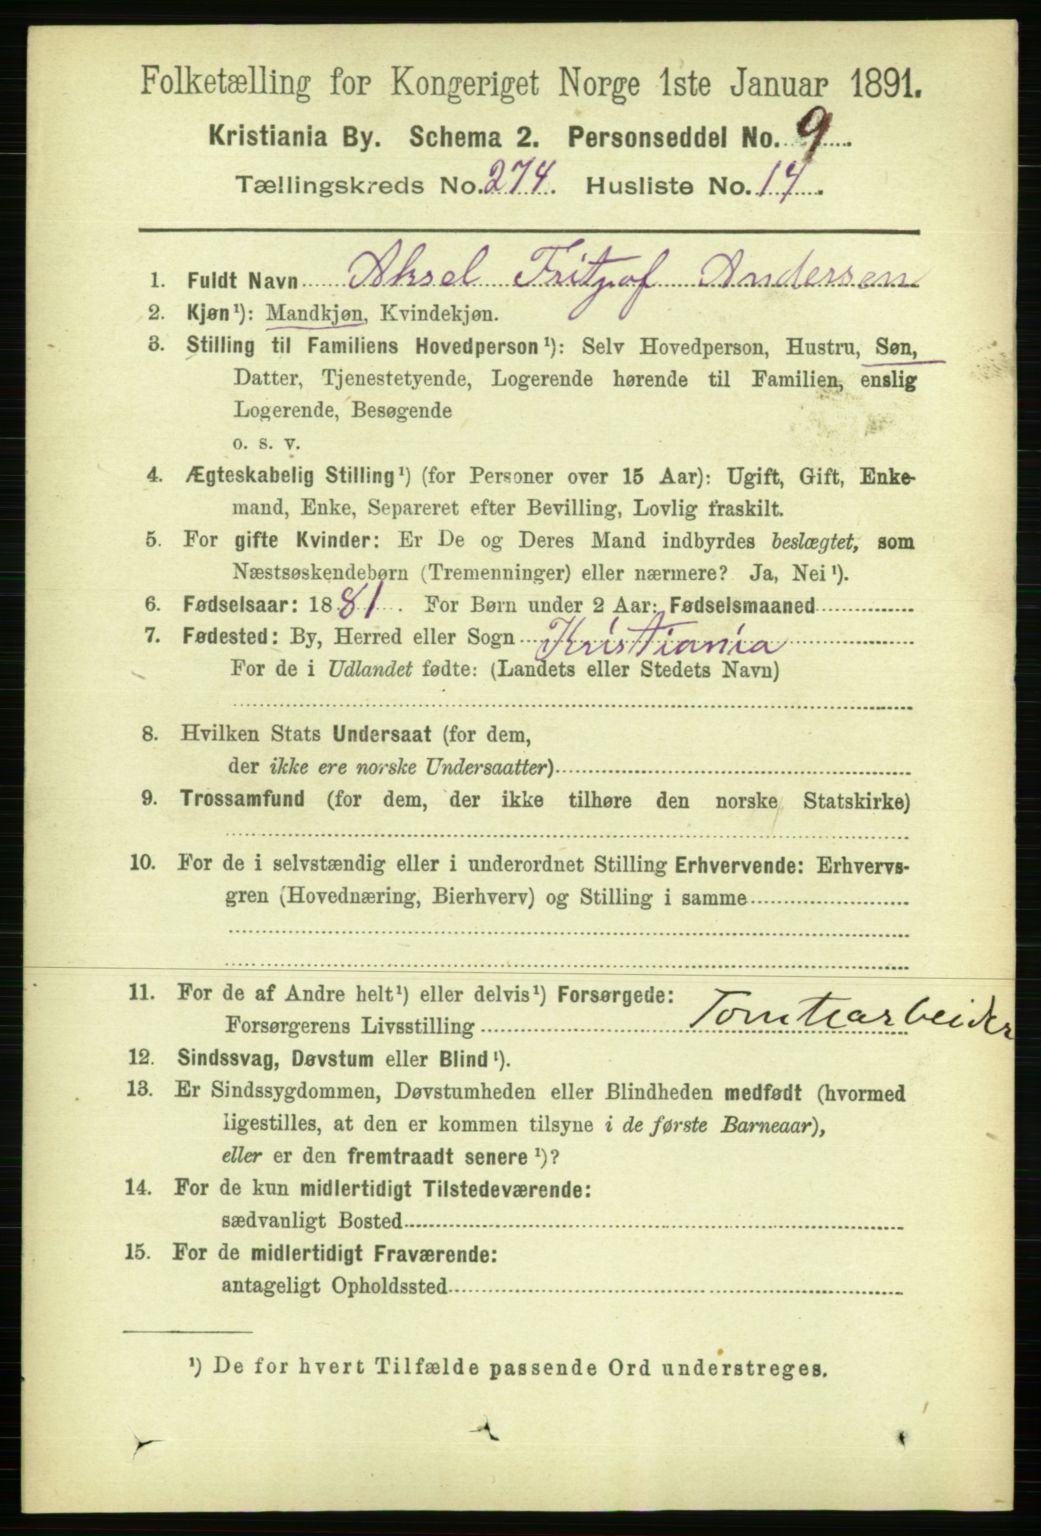 Folketælling for Kongeriget Norge 1ste Januar 1891.
Kristiania By. Schema 2. Personseddel No. 9.
Tællingskreds No. 274. Husliste No. 14.
1. Fuldt Navn Aksel Fritjof Andersen
2. Kjøn¹): Mandkjøn, Kvindekjøn.
3. Stilling til Familiens Hovedperson¹): Selv Hovedperson, Hustru, Søn,
Datter, Tjenestetyende, Logerende hørende til Familien, enslig
Logerende, Besøgende
o. s. v.
4. Ægteskabelig Stilling¹) (for Personer over 15 Aar): Ugift, Gift, Enke-
mand, Enke, Separeret efter Bevilling, Lovlig fraskilt.
5. For gifte Kvinder: Er De og Deres Mand indbyrdes beslægtet, som
Næstsøskendebørn (Tremenninger) eller nærmere? Ja, Nei¹).
6. Fødselsaar: 1881. For Børn under 2 Aar: Fødselsmaaned
7. Fødested: By, Herred eller Sogn Kristiania
For de i Udlandet fødte: (Landets eller Stedets Navn)
8. Hvilken Stats Undersaat (for dem,
der ikke ere norske Undersaatter)
9. Trossamfund (for dem, der ikke tilhøre den norske Statskirke)
10. For de i selvstændig eller i underordnet Stilling Erhvervende: Erhvervs-
gren (Hovednæring, Bierhverv) og Stilling i samme
11. For de af Andre helt¹) eller delvis¹) Forsørgede:
Forsørgerens Livsstilling Tomtearbeider
12. Sindssvag, Døvstum eller Blind¹).
13. Er Sindssygdommen, Døvstumheden eller Blindheden medfødt (hvormed
ligestilles, at den er kommen tilsyne i de første Barneaar),
eller er den fremtraadt senere¹)?
14. For de kun midlertidigt Tilstedeværende:
sædvanligt Bosted
15. For de midlertidigt Fraværende:
antageligt Opholdssted
¹) De for hvert Tilfælde passende Ord understreges.